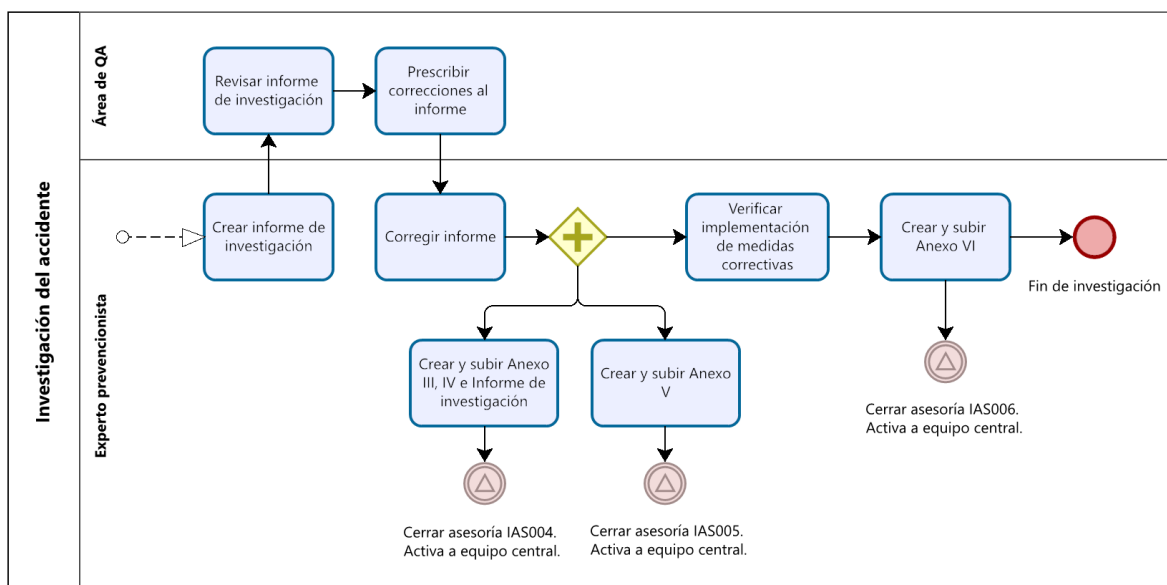 Investigación del accidente
Área de QA
Revisar informe
de investigación
Prescribir
correcciones al
informe
Experto prevencionista
Crear informe de
investigación
Corregir informe
Verificar
implementación
de medidas
correctivas
Crear y subir
Anexo VI
Fin de investigación
Crear y subir Anexo
III, IV e Informe de
investigación
Crear y subir Anexo
V
Cerrar asesoría IAS006.
Activa a equipo central.
Cerrar asesoría IAS004.
Activa a equipo central.
Cerrar asesoría IAS005.
Activa a equipo central.